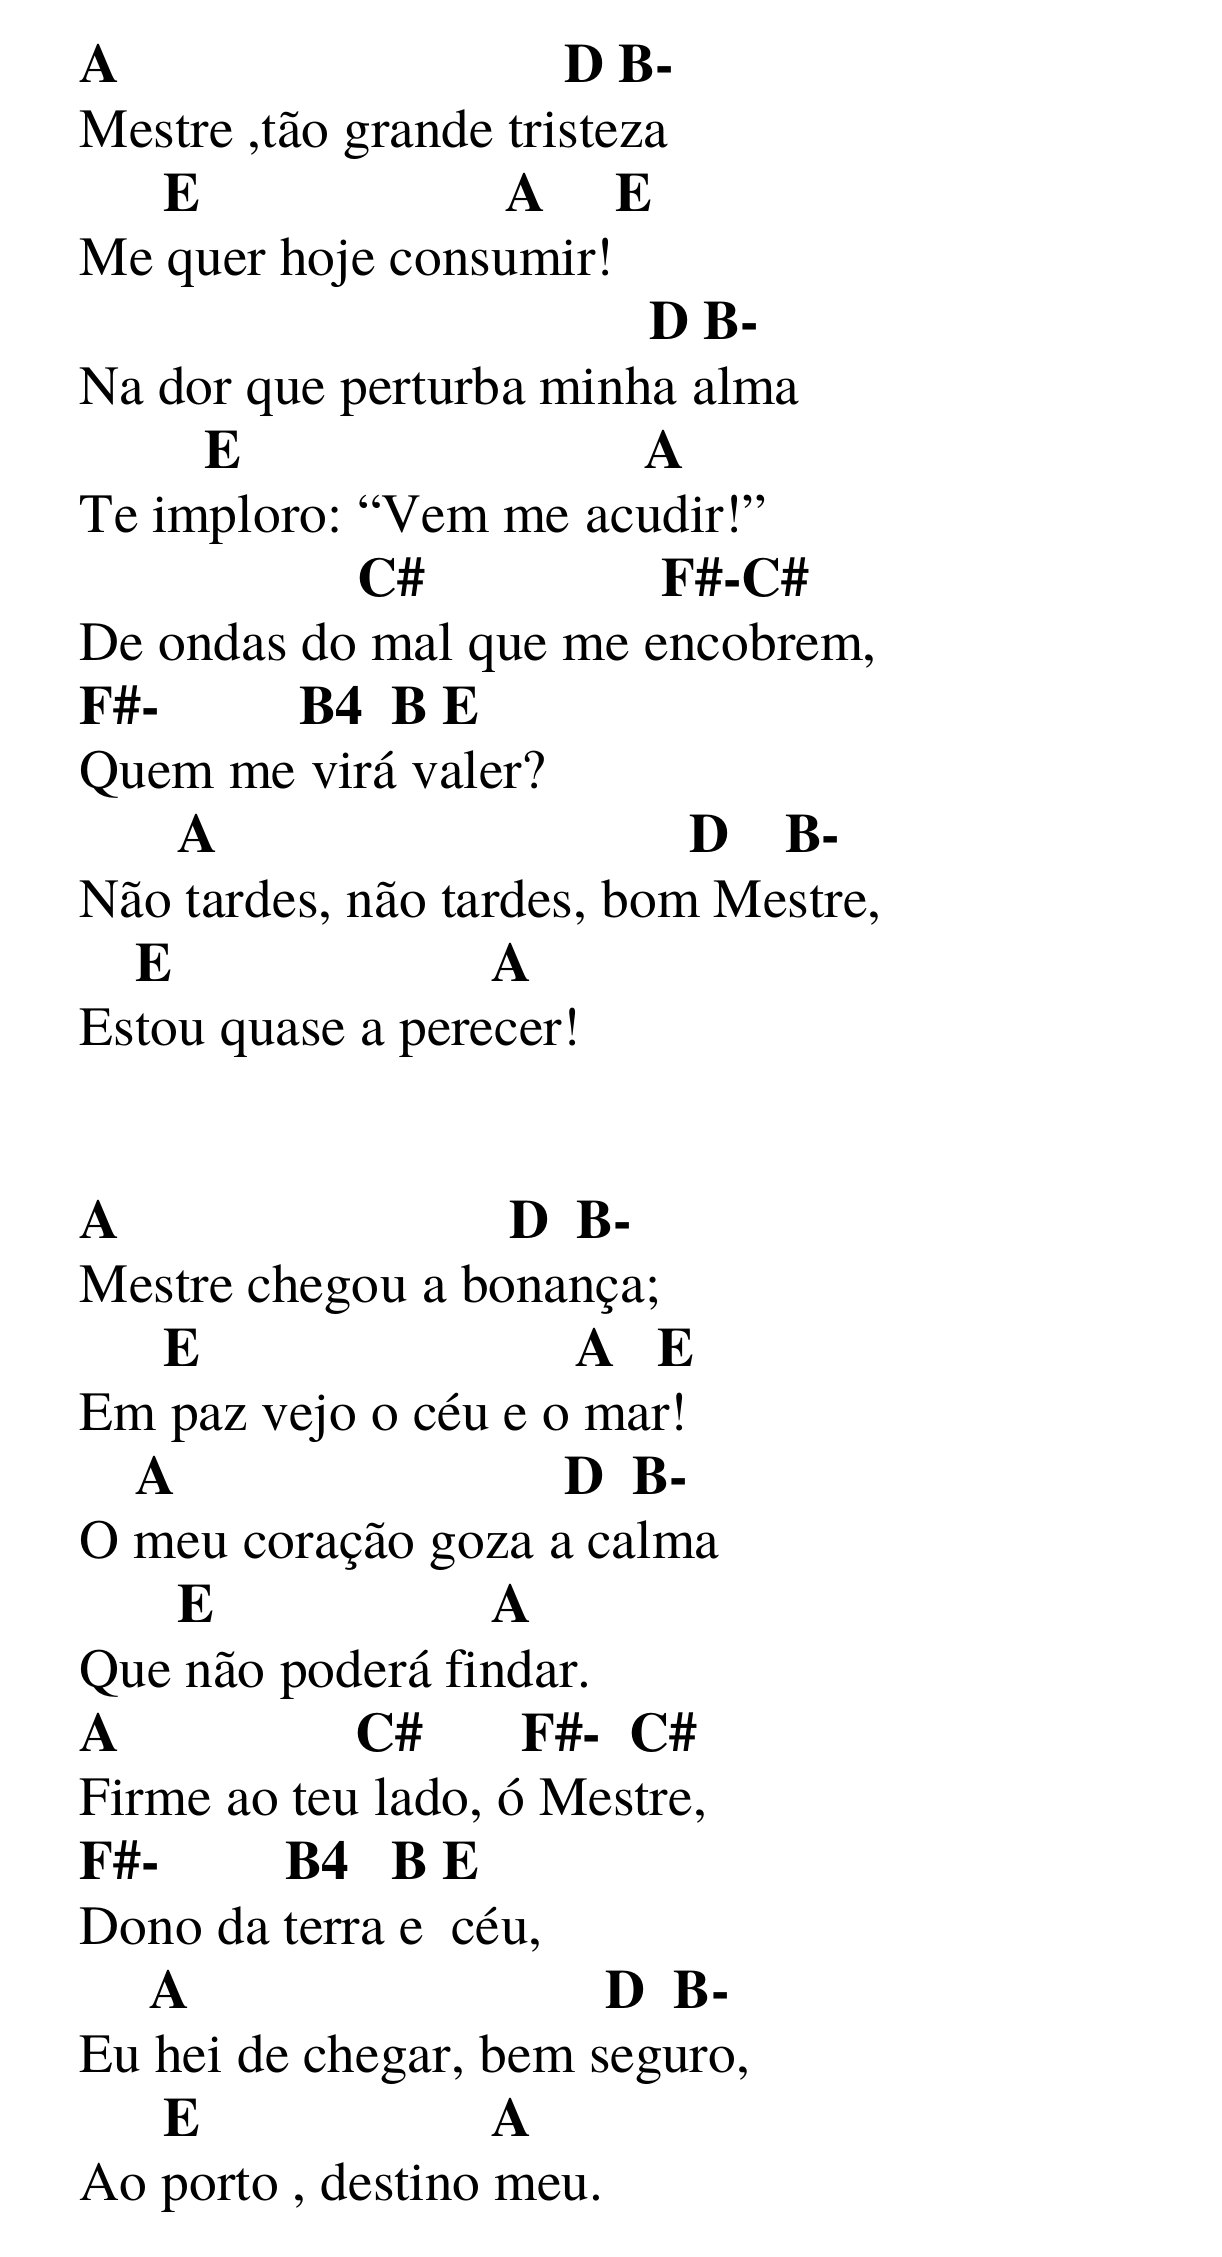 A D B-
Mestre ,tão grande tristeza
E A E
Me quer hoje consumir!
D B-
Na dor que perturba minha alma
E A
Te imploro: “Vem me acudir!”
C# F#-C#
De ondas do mal que me encobrem,
F#- B4 B E
Quem me virá valer?
A D B-
Não tardes, não tardes, bom Mestre,
E A
Estou quase a perecer!
A D B-
Mestre chegou a bonança;
E A E
Em paz vejo o céu e o mar!
A D B-
O meu coração goza a calma
E A
Que não poderá findar.
A C# F#- C#
Firme ao teu lado, ó Mestre,
F#- B4 B E
Dono da terra e céu,
A D B-
Eu hei de chegar, bem seguro,
E A
Ao porto , destino meu.